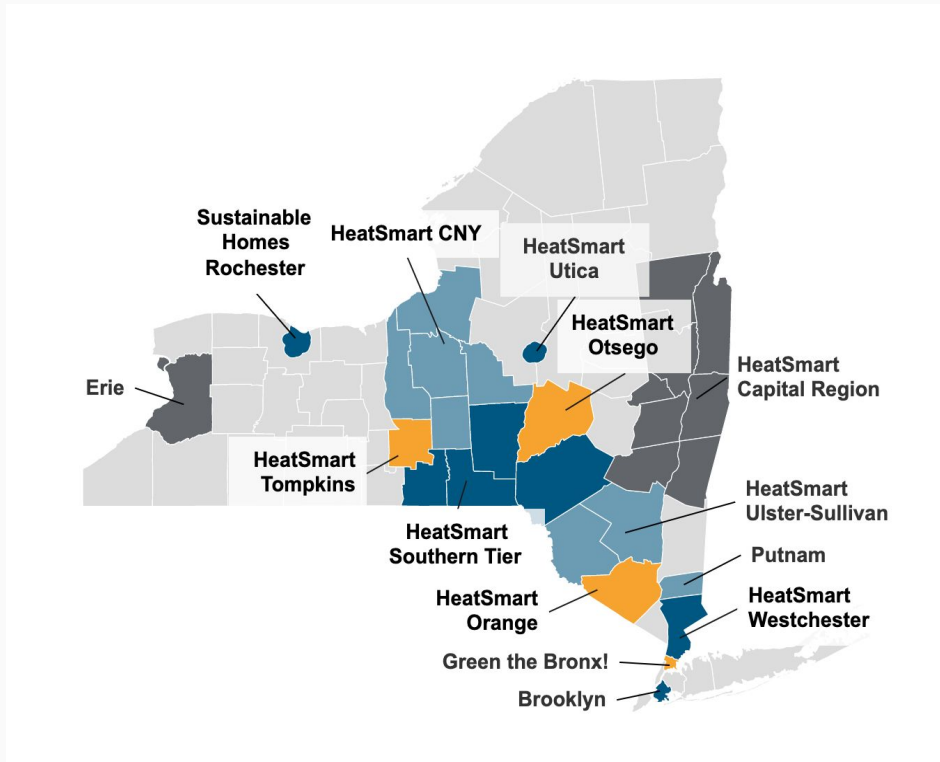 Sustainable
Homes
Rochester
HeatSmart CNY
HeatSmart
Utica
HeatSmart
Otsego
Erie
HeatSmart
Capital Region
HeatSmart
Tompkins
HeatSmart
Southern Tier
HeatSmart
Ulster-Sullivan
Putnam
HeatSmart
Orange
HeatSmart
Westchester
Green the Bronx!
Brooklyn